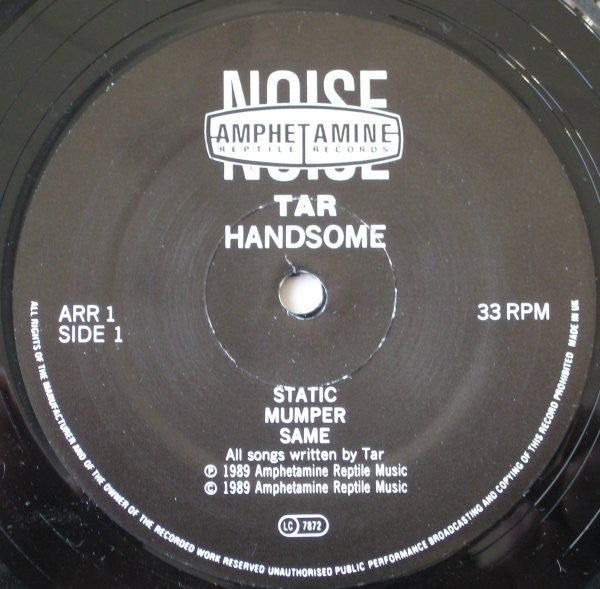 NOISE
AMPHETAMINE
REPTILE RECORDS
NOISE
TAR
HANDSOME
ARR 1
SIDE 1
33 RPM
STATIC
MUMPER
SAME
All songs written by Tar
℗ 1989 Amphetamine Reptile Music
© 1989 Amphetamine Reptile Music
LC 7872
ALL RIGHTS OF THE MANUFACTURER AND OF THE OWNER OF THE RECORDED WORK RESERVED UNAUTHORISED PUBLIC PERFORMANCE BROADCASTING AND COPYING OF THIS RECORD PROHIBITED MADE IN UK